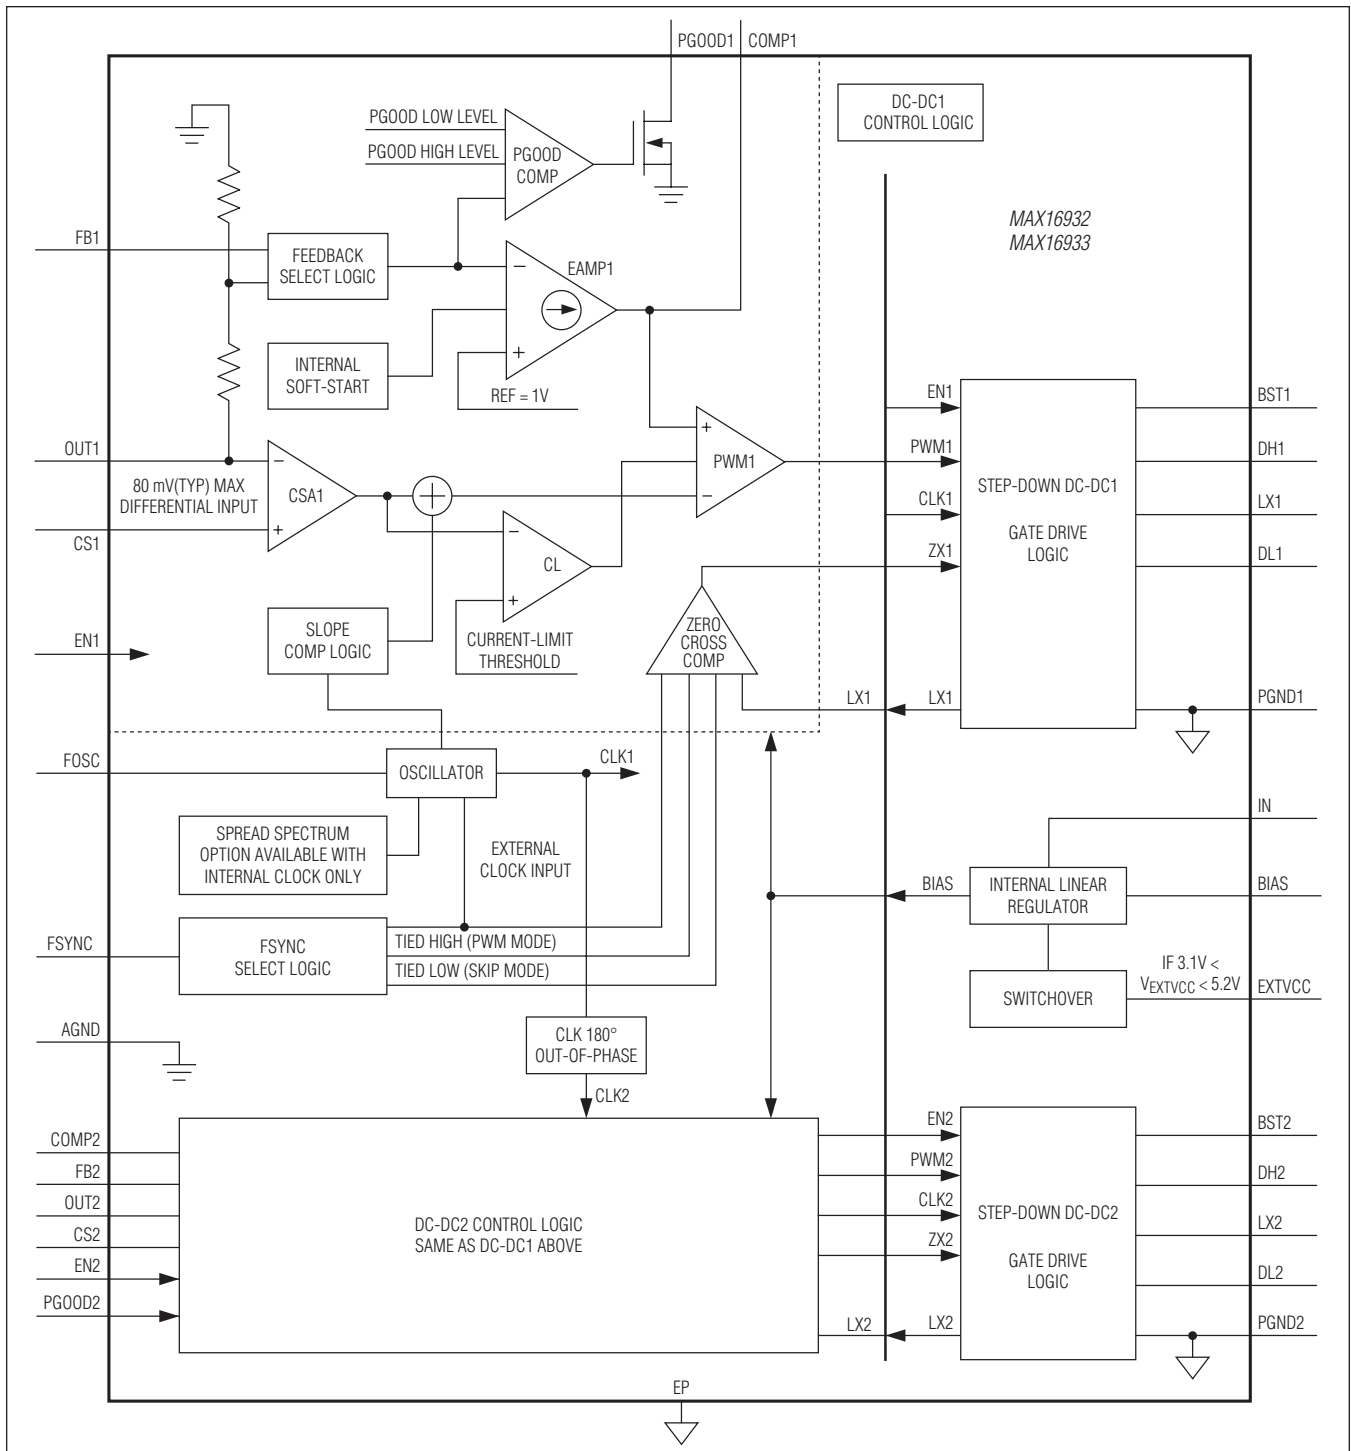 PGOOD1 COMP1
DC-DC1
CONTROL LOGIC
PGOOD LOW LEVEL
PGOOD HIGH LEVEL
PGOOD
COMP
MAX16932
MAX16933
FB1
FEEDBACK
SELECT LOGIC
−
EAMP1
+
INTERNAL
SOFT-START
REF = 1V
EN1
BST1
OUT1
−
80 mV(TYP) MAX
DIFFERENTIAL INPUT
CSA1
+
CS1
+
+
PWM1
−
PWM1
DH1
STEP-DOWN DC-DC1
GATE DRIVE
LOGIC
CLK1
LX1
ZX1
DL1
−
CL
+
CURRENT-LIMIT
THRESHOLD
SLOPE
COMP LOGIC
EN1
ZERO
CROSS
COMP
LX1
LX1
PGND1
FOSC
OSCILLATOR
CLK1
IN
SPREAD SPECTRUM
OPTION AVAILABLE WITH
INTERNAL CLOCK ONLY
EXTERNAL
CLOCK INPUT
BIAS
INTERNAL LINEAR
REGULATOR
BIAS
FSYNC
FSYNC
SELECT LOGIC
TIED HIGH (PWM MODE)
TIED LOW (SKIP MODE)
SWITCHOVER
IF 3.1V <
VEXTVCC < 5.2V
EXTVCC
AGND
CLK 180°
OUT-OF-PHASE
CLK2
COMP2
FB2
OUT2
CS2
EN2
PGOOD2
DC-DC2 CONTROL LOGIC
SAME AS DC-DC1 ABOVE
EN2
PWM2
CLK2
ZX2
LX2
LX2
STEP-DOWN DC-DC2
GATE DRIVE
LOGIC
BST2
DH2
LX2
DL2
PGND2
EP